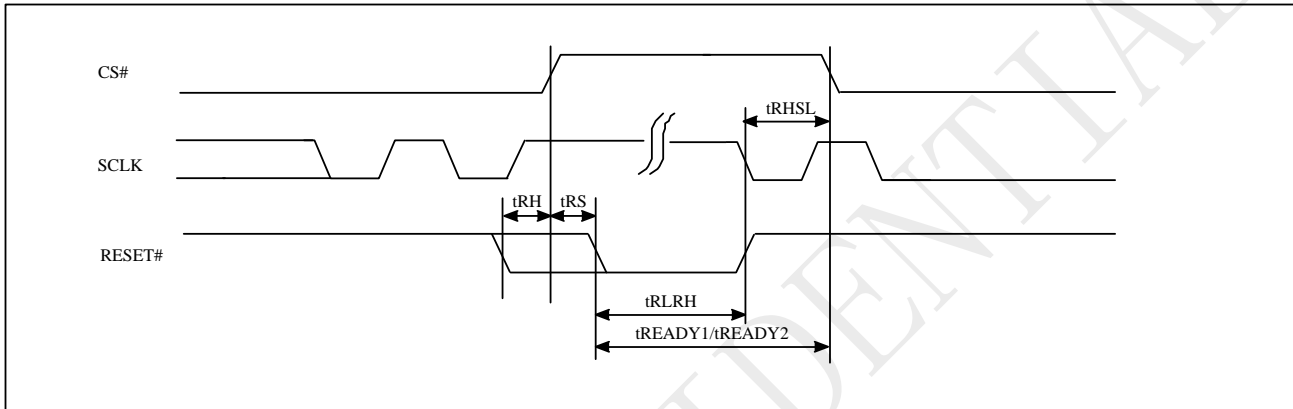 CS#
tRHSL
SCLK
tRH
tRS
RESET#
tRLRH
tREADY1/tREADY2